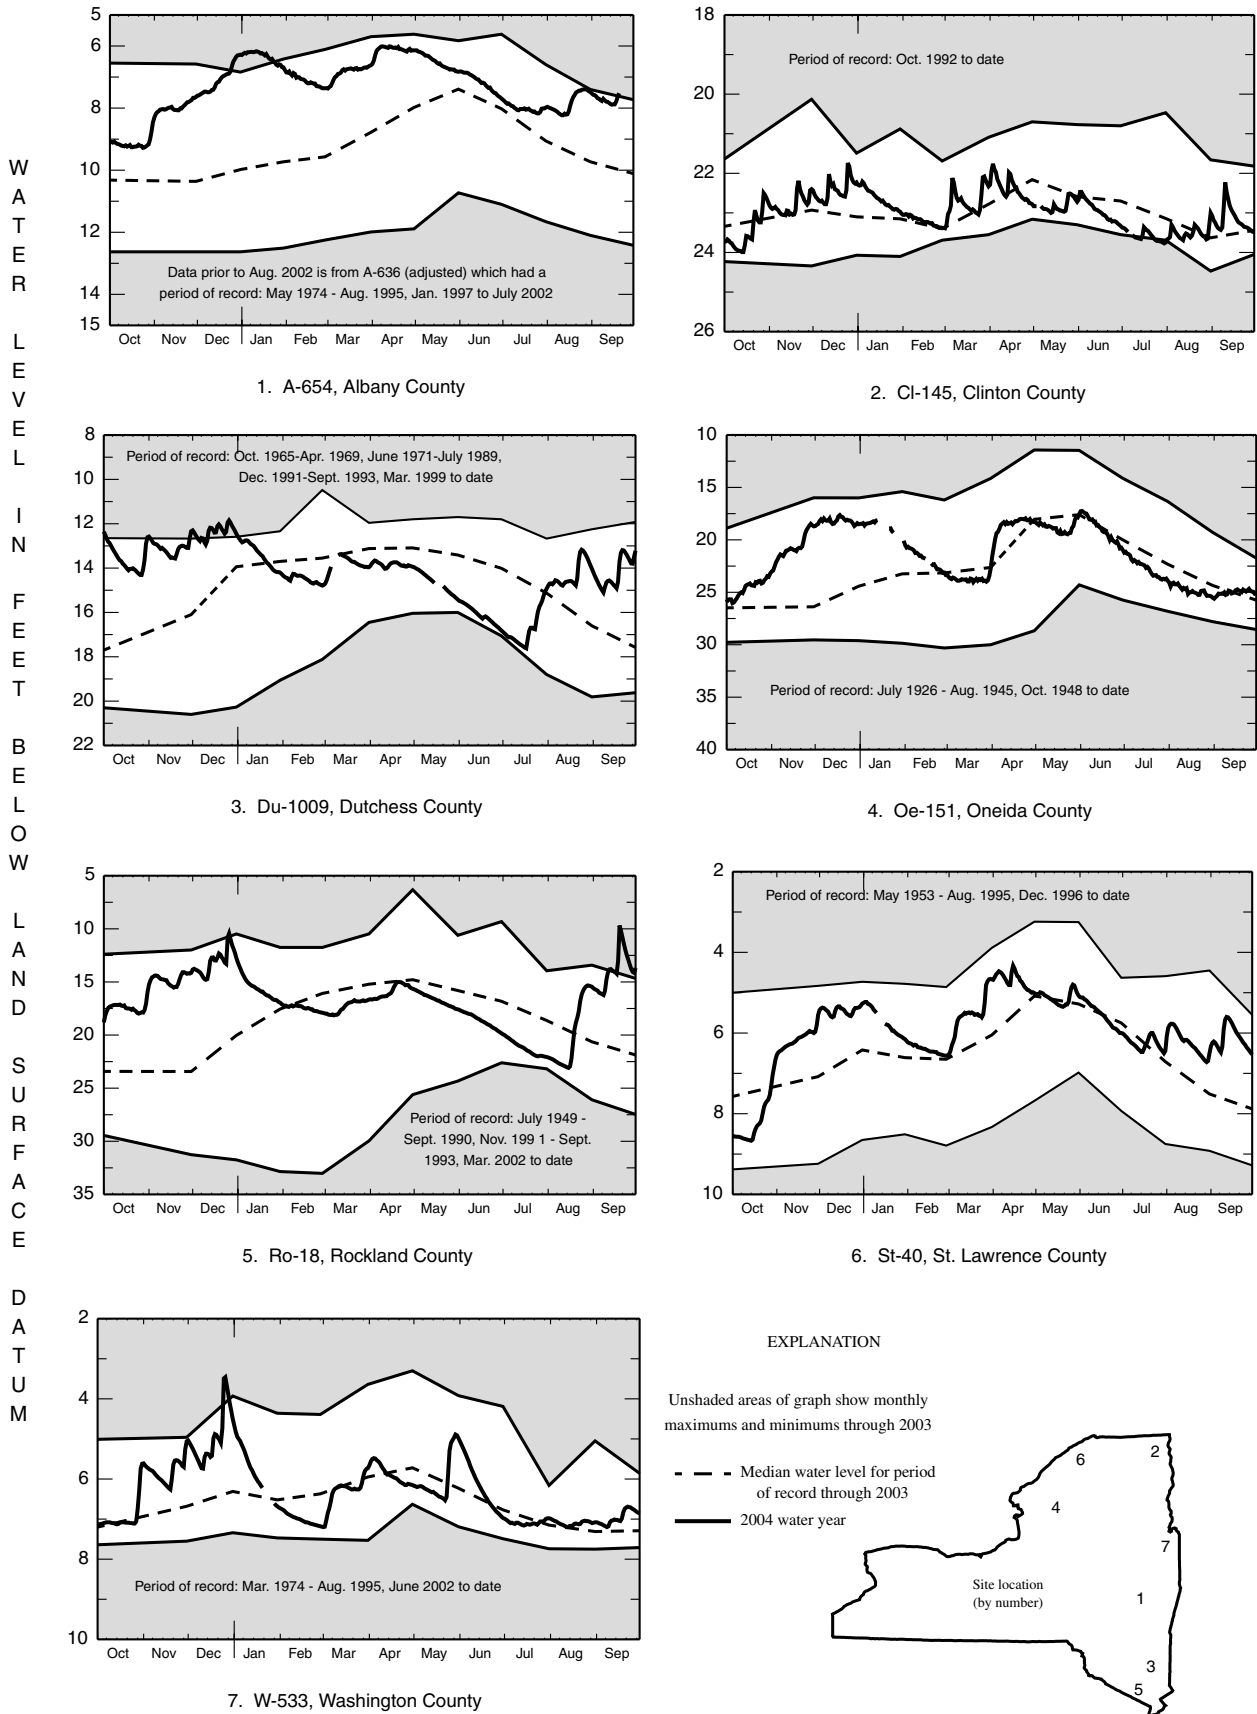 WATER LEVEL IN FEET BELOW LAND SURFACE DATUM
5
6
8
10
12
14
15
Data prior to Aug. 2002 is from A-636 (adjusted) which had a
period of record: May 1974 - Aug. 1995, Jan. 1997 to July 2002
Oct Nov Dec Jan Feb Mar Apr May Jun Jul Aug Sep
1. A-654, Albany County
18
20
22
24
26
Period of record: Oct. 1992 to date
Oct Nov Dec Jan Feb Mar Apr May Jun Jul Aug Sep
2. Cl-145, Clinton County
8
10
12
14
16
18
20
22
Period of record: Oct. 1965-Apr. 1969, June 1971-July 1989,
Dec. 1991-Sept. 1993, Mar. 1999 to date
Oct Nov Dec Jan Feb Mar Apr May Jun Jul Aug Sep
3. Du-1009, Dutchess County
10
15
20
25
30
35
40
Period of record: July 1926 - Aug. 1945, Oct. 1948 to date
Oct Nov Dec Jan Feb Mar Apr May Jun Jul Aug Sep
4. Oe-151, Oneida County
5
10
15
20
25
30
35
Period of record: July 1949 -
Sept. 1990, Nov. 199 1 - Sept.
1993, Mar. 2002 to date
Oct Nov Dec Jan Feb Mar Apr May Jun Jul Aug Sep
5. Ro-18, Rockland County
2
4
6
8
10
Period of record: May 1953 - Aug. 1995, Dec. 1996 to date
Oct Nov Dec Jan Feb Mar Apr May Jun Jul Aug Sep
6. St-40, St. Lawrence County
2
4
6
8
10
Period of record: Mar. 1974 - Aug. 1995, June 2002 to date
Oct Nov Dec Jan Feb Mar Apr May Jun Jul Aug Sep
7. W-533, Washington County
EXPLANATION
Unshaded areas of graph show monthly
maximums and minimums through 2003
Median water level for period
of record through 2003
2004 water year
6
2
4
7
Site location
(by number)
1
3
5